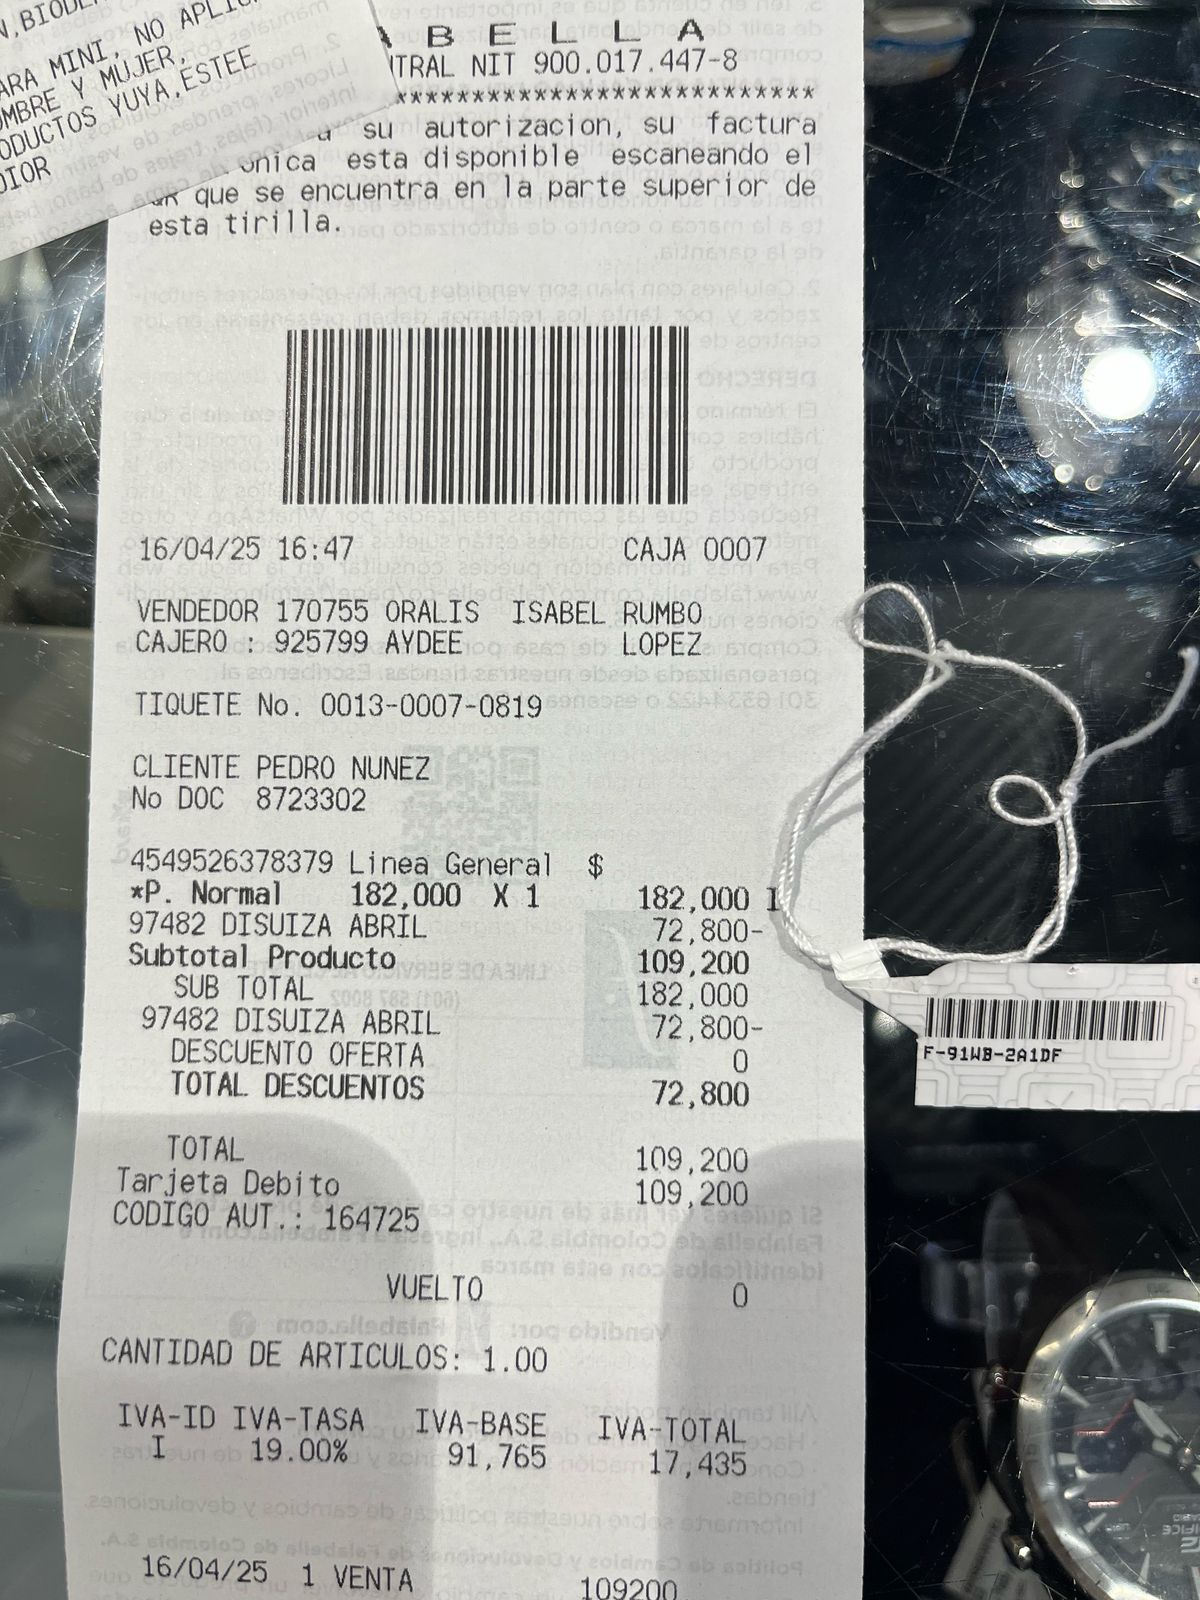 ARA MINI, NO APLIC
OMBRE Y MUJER.
ODUCTOS YUYA,ESTEE
DIOR
A B E L L A
NTRAL NIT 900.017.447-8
****************************
su autorizacion, su factura
onica esta disponible escaneando el
QR que se encuentra en la parte superior de
esta tirilla.
16/04/25 16:47 CAJA 0007
VENDEDOR 170755 ORALIS ISABEL RUMBO
CAJERO : 925799 AYDEE LOPEZ
TIQUETE No. 0013-0007-0819
CLIENTE PEDRO NUNEZ
No DOC 8723302
4549526378379 Linea General $
*P. Normal 182,000 X 1 182,000 I
97482 DISUIZA ABRIL 72,800-
Subtotal Producto 109,200
SUB TOTAL 182,000
97482 DISUIZA ABRIL 72,800-
DESCUENTO OFERTA 0
TOTAL DESCUENTOS 72,800
TOTAL 109,200
Tarjeta Debito 109,200
CODIGO AUT.: 164725
VUELTO 0
CANTIDAD DE ARTICULOS: 1.00
IVA-ID IVA-TASA IVA-BASE IVA-TOTAL
I 19.00% 91,765 17,435
16/04/25 1 VENTA 109200
F-91WB-2A1DF